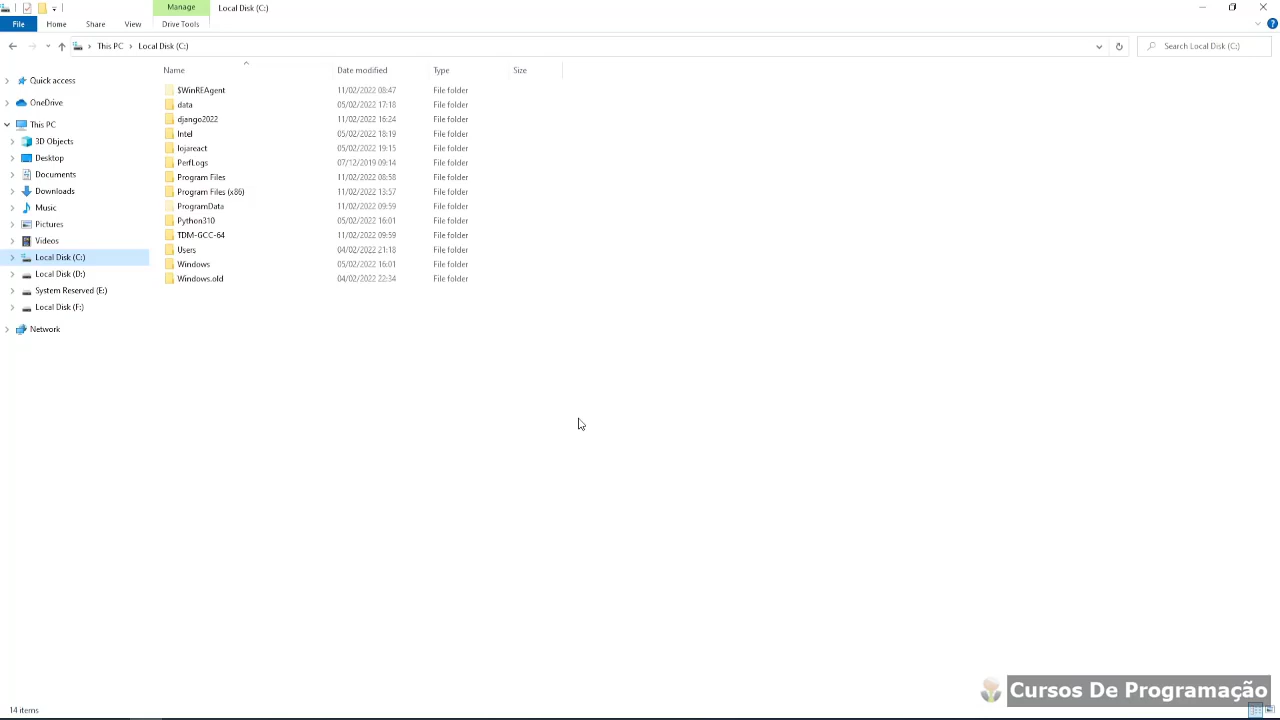 Manage
Local Disk (C:)
File
Home
Share
View
Drive Tools
This PC
Local Disk (C:)
Search Local Disk (C:)
Name
Date modified
Type
Size
Quick access
OneDrive
This PC
3D Objects
Desktop
Documents
Downloads
Music
Pictures
Videos
Local Disk (C:)
Local Disk (D:)
System Reserved (E:)
Local Disk (F:)
Network
$WinREAgent 11/02/2022 08:47 File folder
data 05/02/2022 17:18 File folder
django2022 11/02/2022 16:24 File folder
Intel 05/02/2022 18:19 File folder
lojareact 05/02/2022 19:15 File folder
PerfLogs 07/12/2019 09:14 File folder
Program Files 11/02/2022 08:58 File folder
Program Files (x86) 11/02/2022 13:57 File folder
ProgramData 11/02/2022 09:59 File folder
Python310 05/02/2022 16:01 File folder
TDM-GCC-64 11/02/2022 09:59 File folder
Users 04/02/2022 21:18 File folder
Windows 05/02/2022 16:01 File folder
Windows.old 04/02/2022 22:34 File folder
14 items
Cursos De Programação